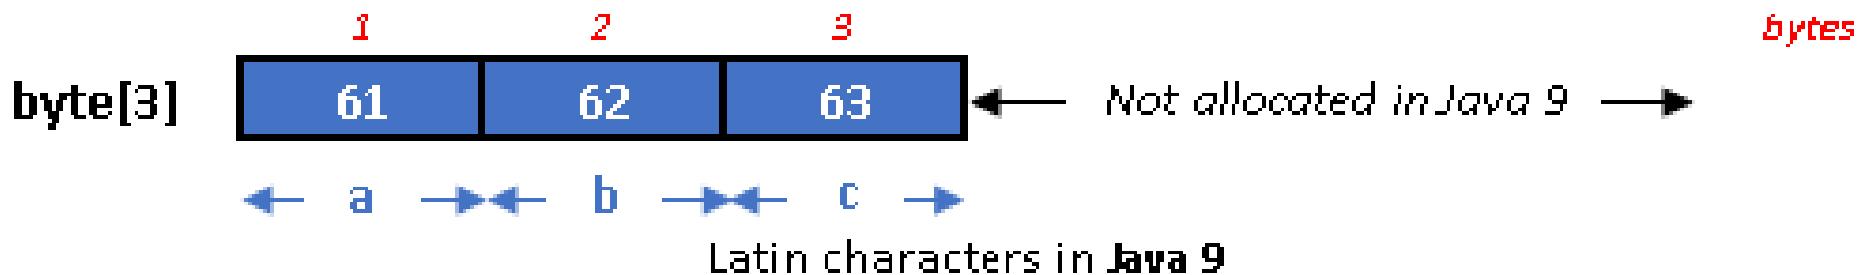 1 2 3 bytes
byte[3] 61 62 63 Not allocated in Java 9
a b c
Latin characters in Java 9